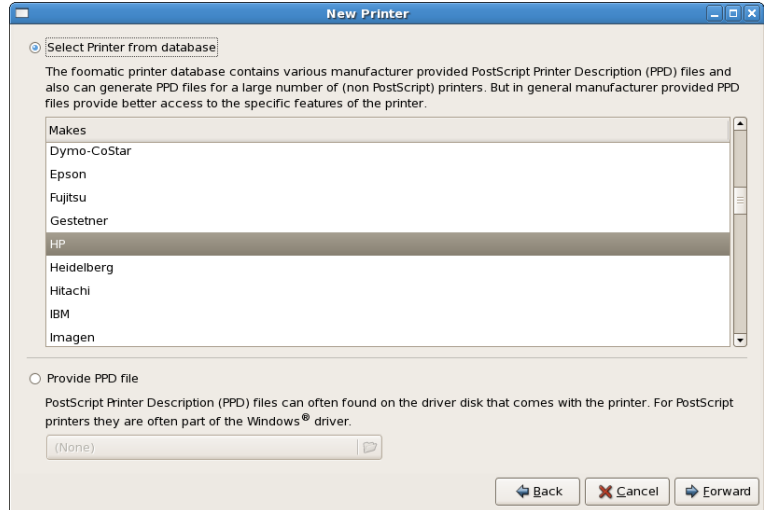 New Printer
Select Printer from database
The foomatic printer database contains various manufacturer provided PostScript Printer Description (PPD) files and
also can generate PPD files for a large number of (non PostScript) printers. But in general manufacturer provided PPD
files provide better access to the specific features of the printer.
Makes
Dymo-CoStar
Epson
Fujitsu
Gestetner
HP
Heidelberg
Hitachi
IBM
Imagen
Provide PPD file
PostScript Printer Description (PPD) files can often found on the driver disk that comes with the printer. For PostScript
printers they are often part of the Windows® driver.
(None)
Back Cancel Forward